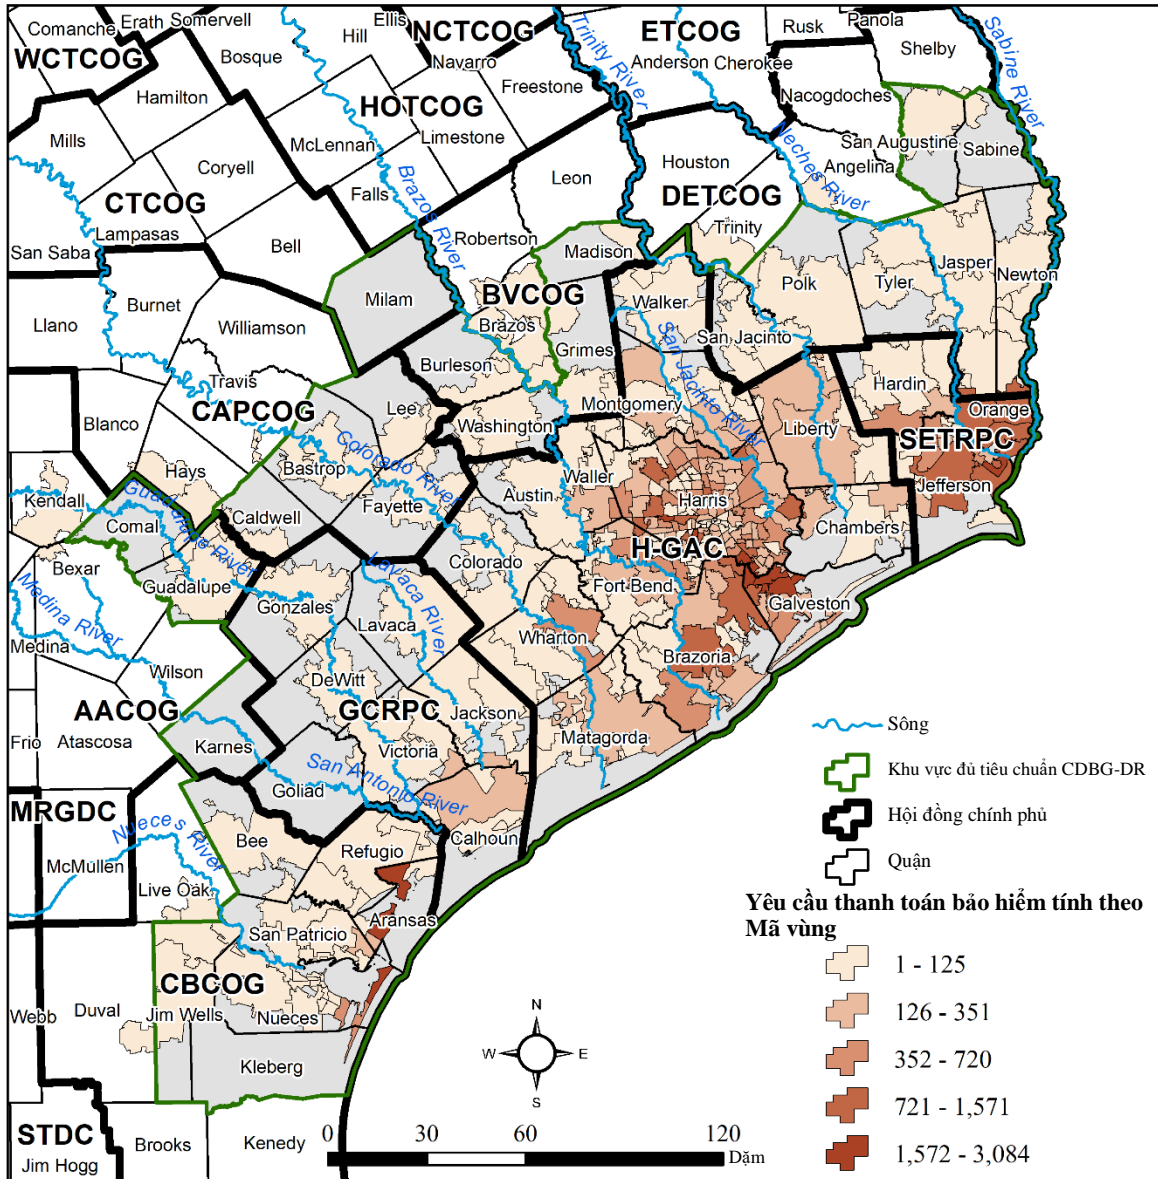 Comanche
Erath
Somervell
Ellis
Hill
NCTCOG
Navarro
ETCOG
Rusk
Panola
Shelby
WCTCOG
Bosque
Anderson
Cherokee
Freestone
Hamilton
HOTCOG
Limestone
Trinity River
Sabine River
Nacogdoches
Mills
McLennan
Coryell
Falls
Brazos River
Leon
Houston
Neches River
San Augustine
Angelina
Sabine
CTCOG
Lampasas
Bell
DETCOG
Trinity
San Saba
Robertson
Madison
Milam
Burnet
BVCOG
Walker
Polk
Tyler
Jasper
Newton
Llano
Williamson
Brazos
Grimes
San Jacinto
Burleson
San Jacinto River
Travis
CAPCOG
Lee
Montgomery
Hardin
Orange
Blanco
Washington
Liberty
SETRPC
Hays
Bastrop
Colorado River
Waller
Jefferson
Kendall
Guadalupe River
Fayette
Austin
Harris
Chambers
Comal
Caldwell
H-GAC
Bexar
Guadalupe
Lavaca River
Colorado
Fort Bend
Galveston
Medina River
Gonzales
Lavaca
Medina
Wharton
Brazoria
Wilson
DeWitt
AACOG
GCRPC
Jackson
Frio
Atascosa
Karnes
Victoria
Matagorda
Goliad
San Antonio River
MRGDC
Nueces River
Bee
Refugio
Calhoun
McMullen
Live Oak
Aransas
San Patricio
CBCOG
Duval
Jim Wells
Nueces
Webb
Kleberg
STDC
Jim Hogg
Brooks
Kenedy
N
W
E
S
0
30
60
120
Dặm
Sông
Khu vực đủ tiêu chuẩn CDBG-DR
Hội đồng chính phủ
Quận
Yêu cầu thanh toán bảo hiểm tính theo
Mã vùng
1 - 125
126 - 351
352 - 720
721 - 1,571
1,572 - 3,084